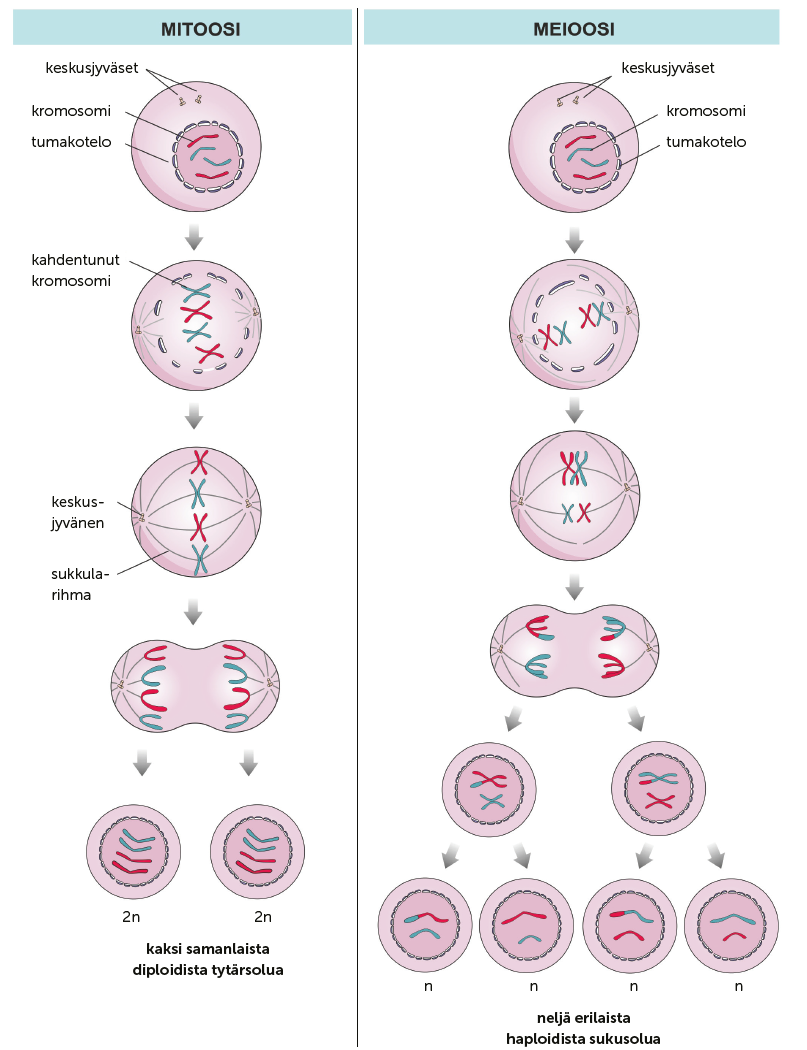 MITOOSI
keskusjyväset
kromosomi
tumakotelo
kahdentunut
kromosomi
keskus-
jyvänen
sukkula-
rihma
2n
2n
kaksi samanlaista
diploidista tytärsolua
MEIOOSI
keskusjyväset
kromosomi
tumakotelo
n
n
n
n
neljä erilaista
haploidista sukusolua